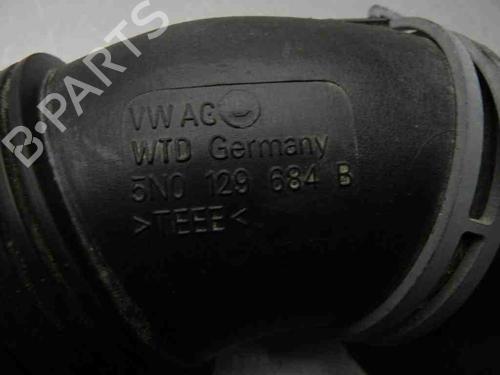 B-PARTS
VW AG
WTD Germany
5N0 129 684 B
>TEEE<